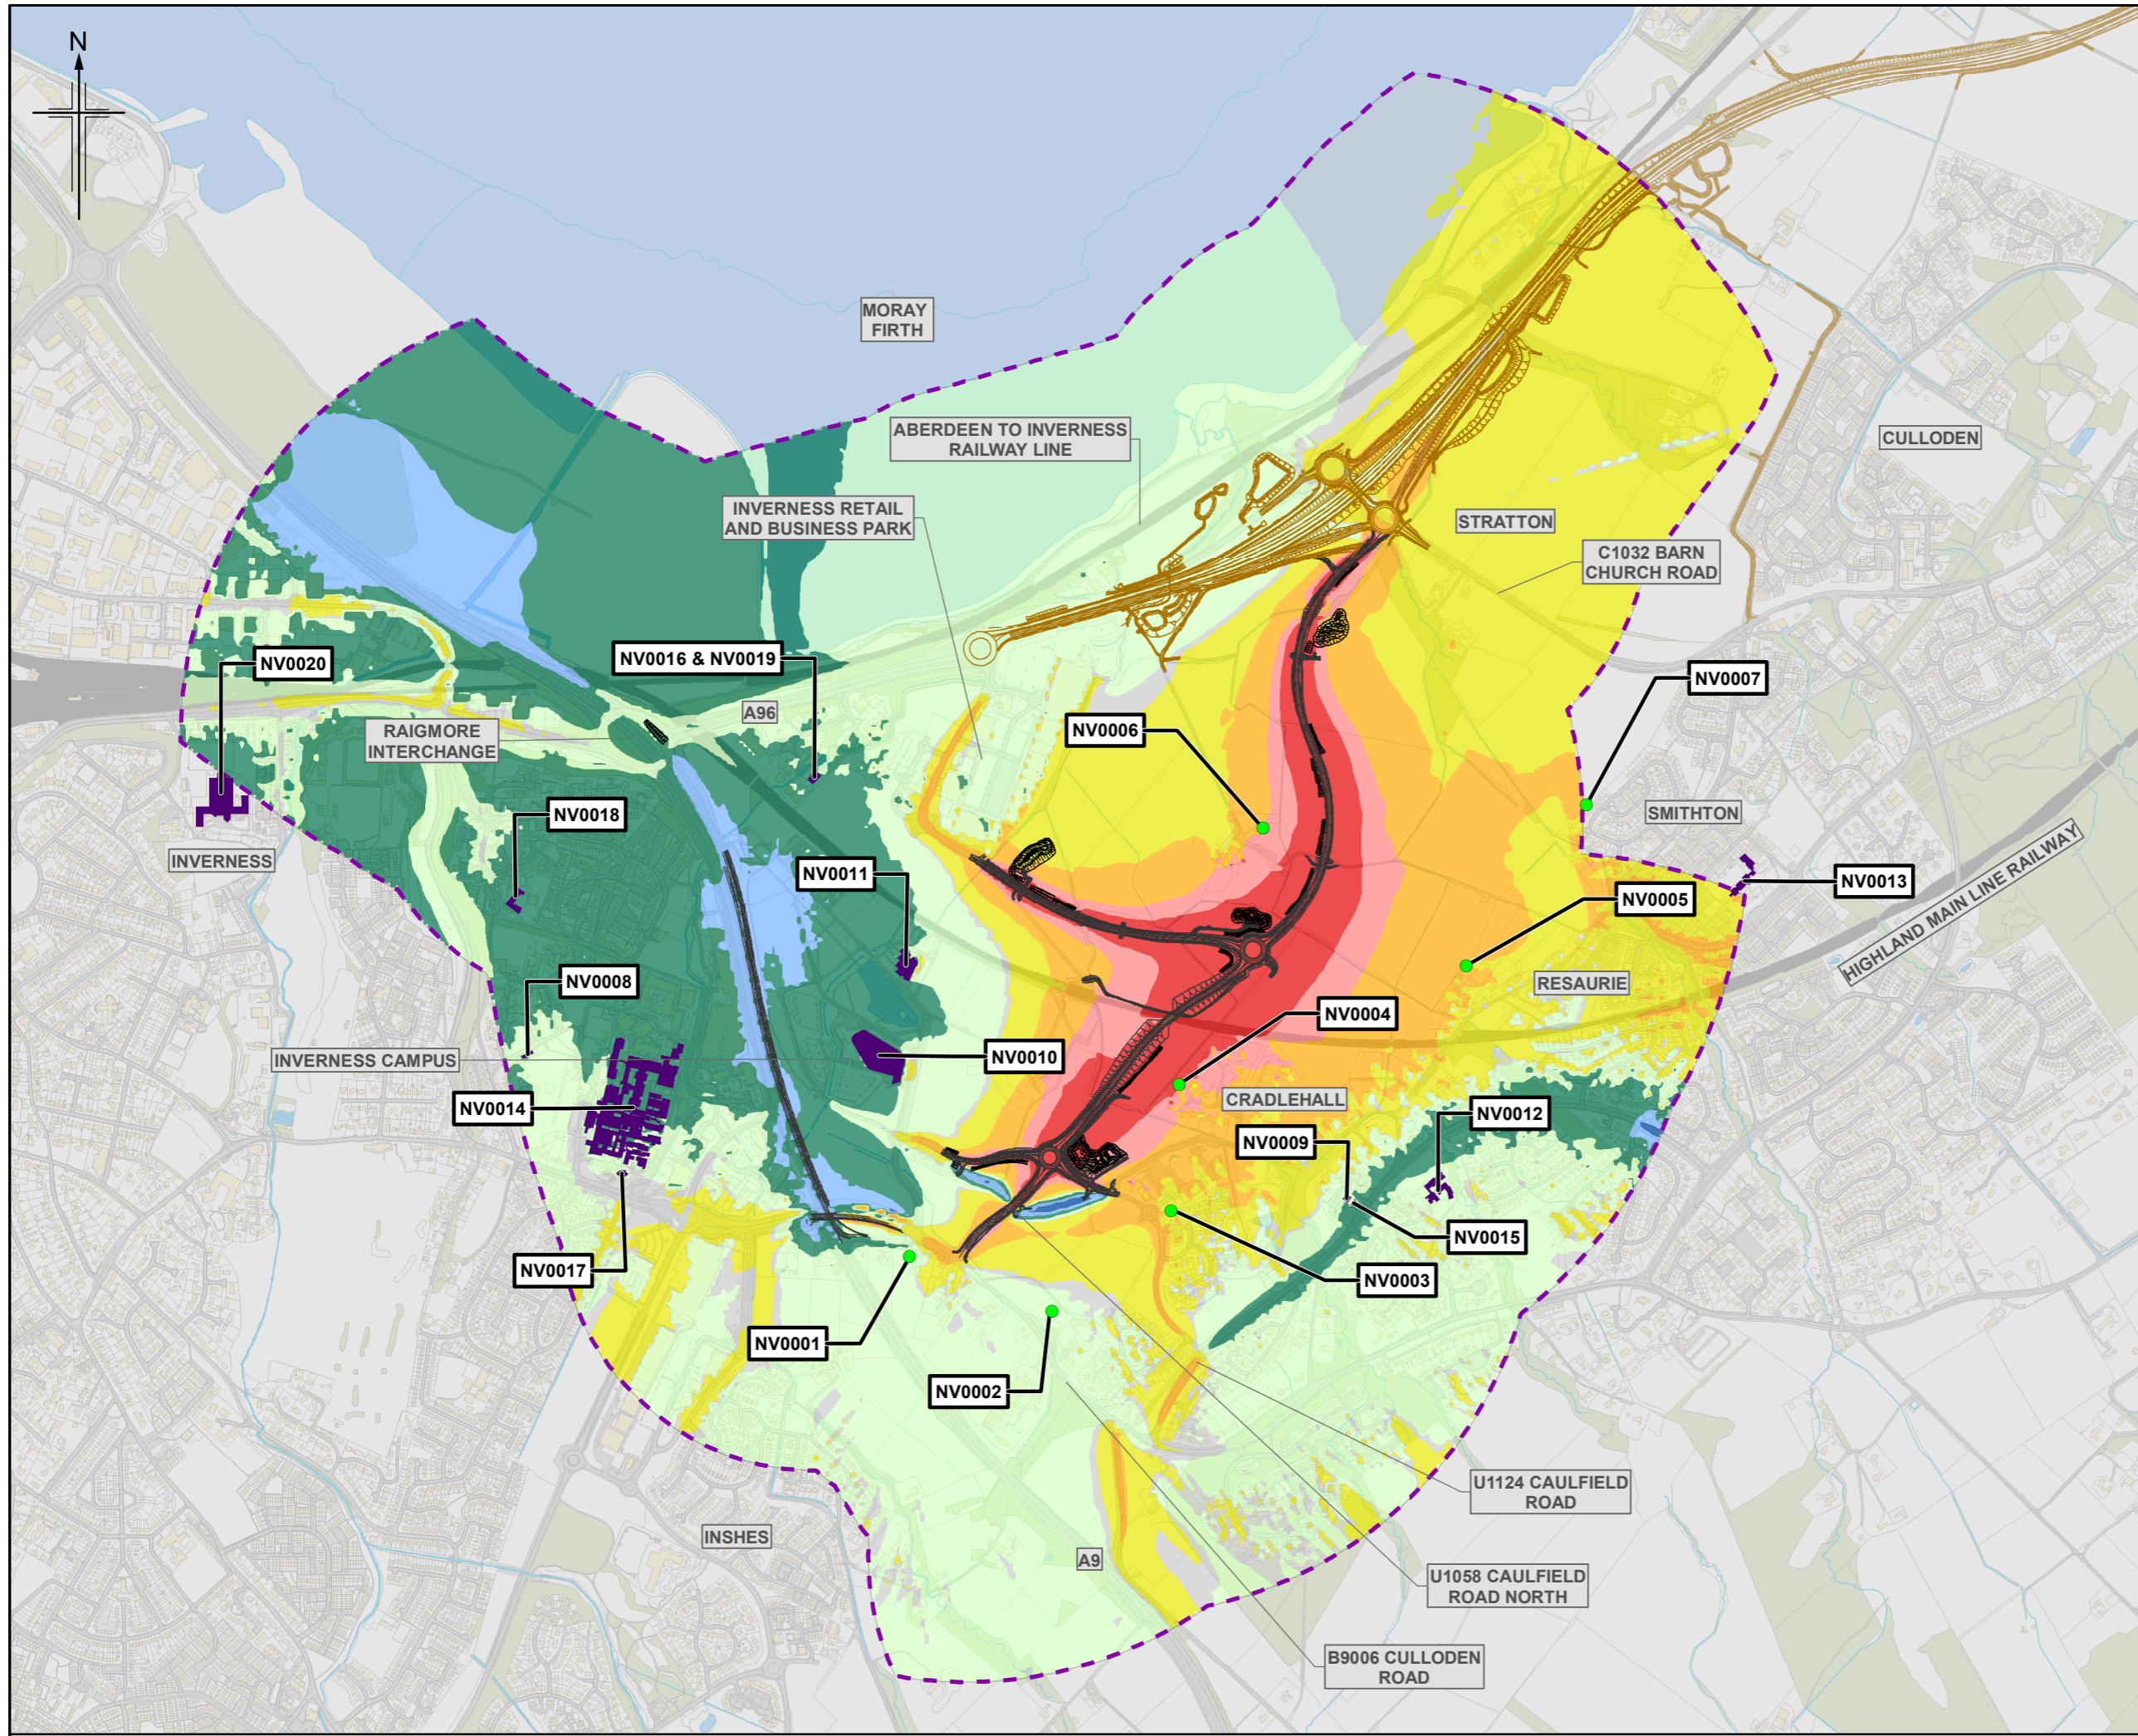 N
MORAY
FIRTH
ABERDEEN TO INVERNESS
RAILWAY LINE
CULLODEN
INVERNESS RETAIL
AND BUSINESS PARK
STRATTON
C1032 BARN
CHURCH ROAD
NV0020
NV0016 & NV0019
NV0007
A96
RAIGMORE
INTERCHANGE
NV0006
NV0018
SMITHTON
INVERNESS
NV0011
NV0013
NV0005
HIGHLAND MAIN LINE RAILWAY
NV0008
RESAURIE
NV0004
INVERNESS CAMPUS
NV0010
NV0014
CRADLEHALL
NV0012
NV0009
NV0015
NV0017
NV0003
NV0001
NV0002
U1124 CAULFIELD
ROAD
INSHES
A9
U1058 CAULFIELD
ROAD NORTH
B9006 CULLODEN
ROAD